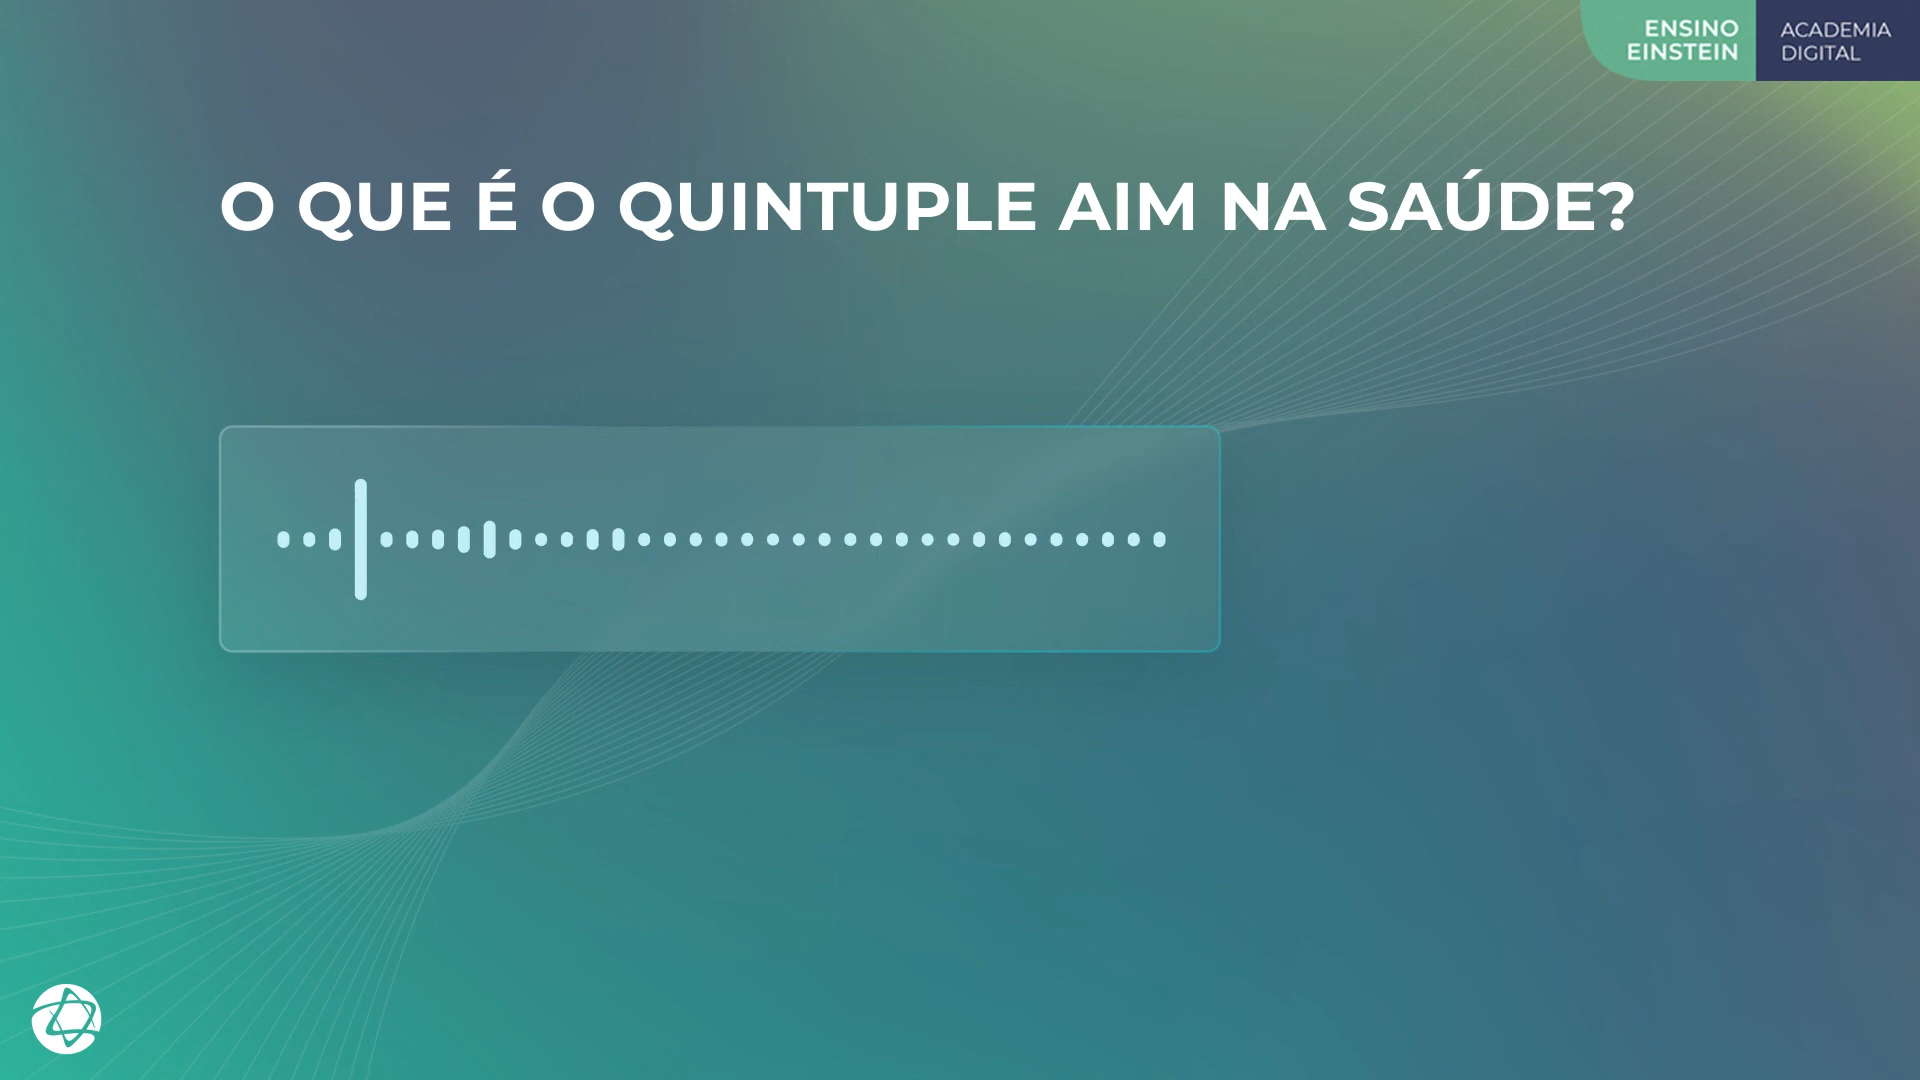 ENSINO
EINSTEIN
ACADEMIA
DIGITAL
O QUE É O QUINTUPLE AIM NA SAÚDE?